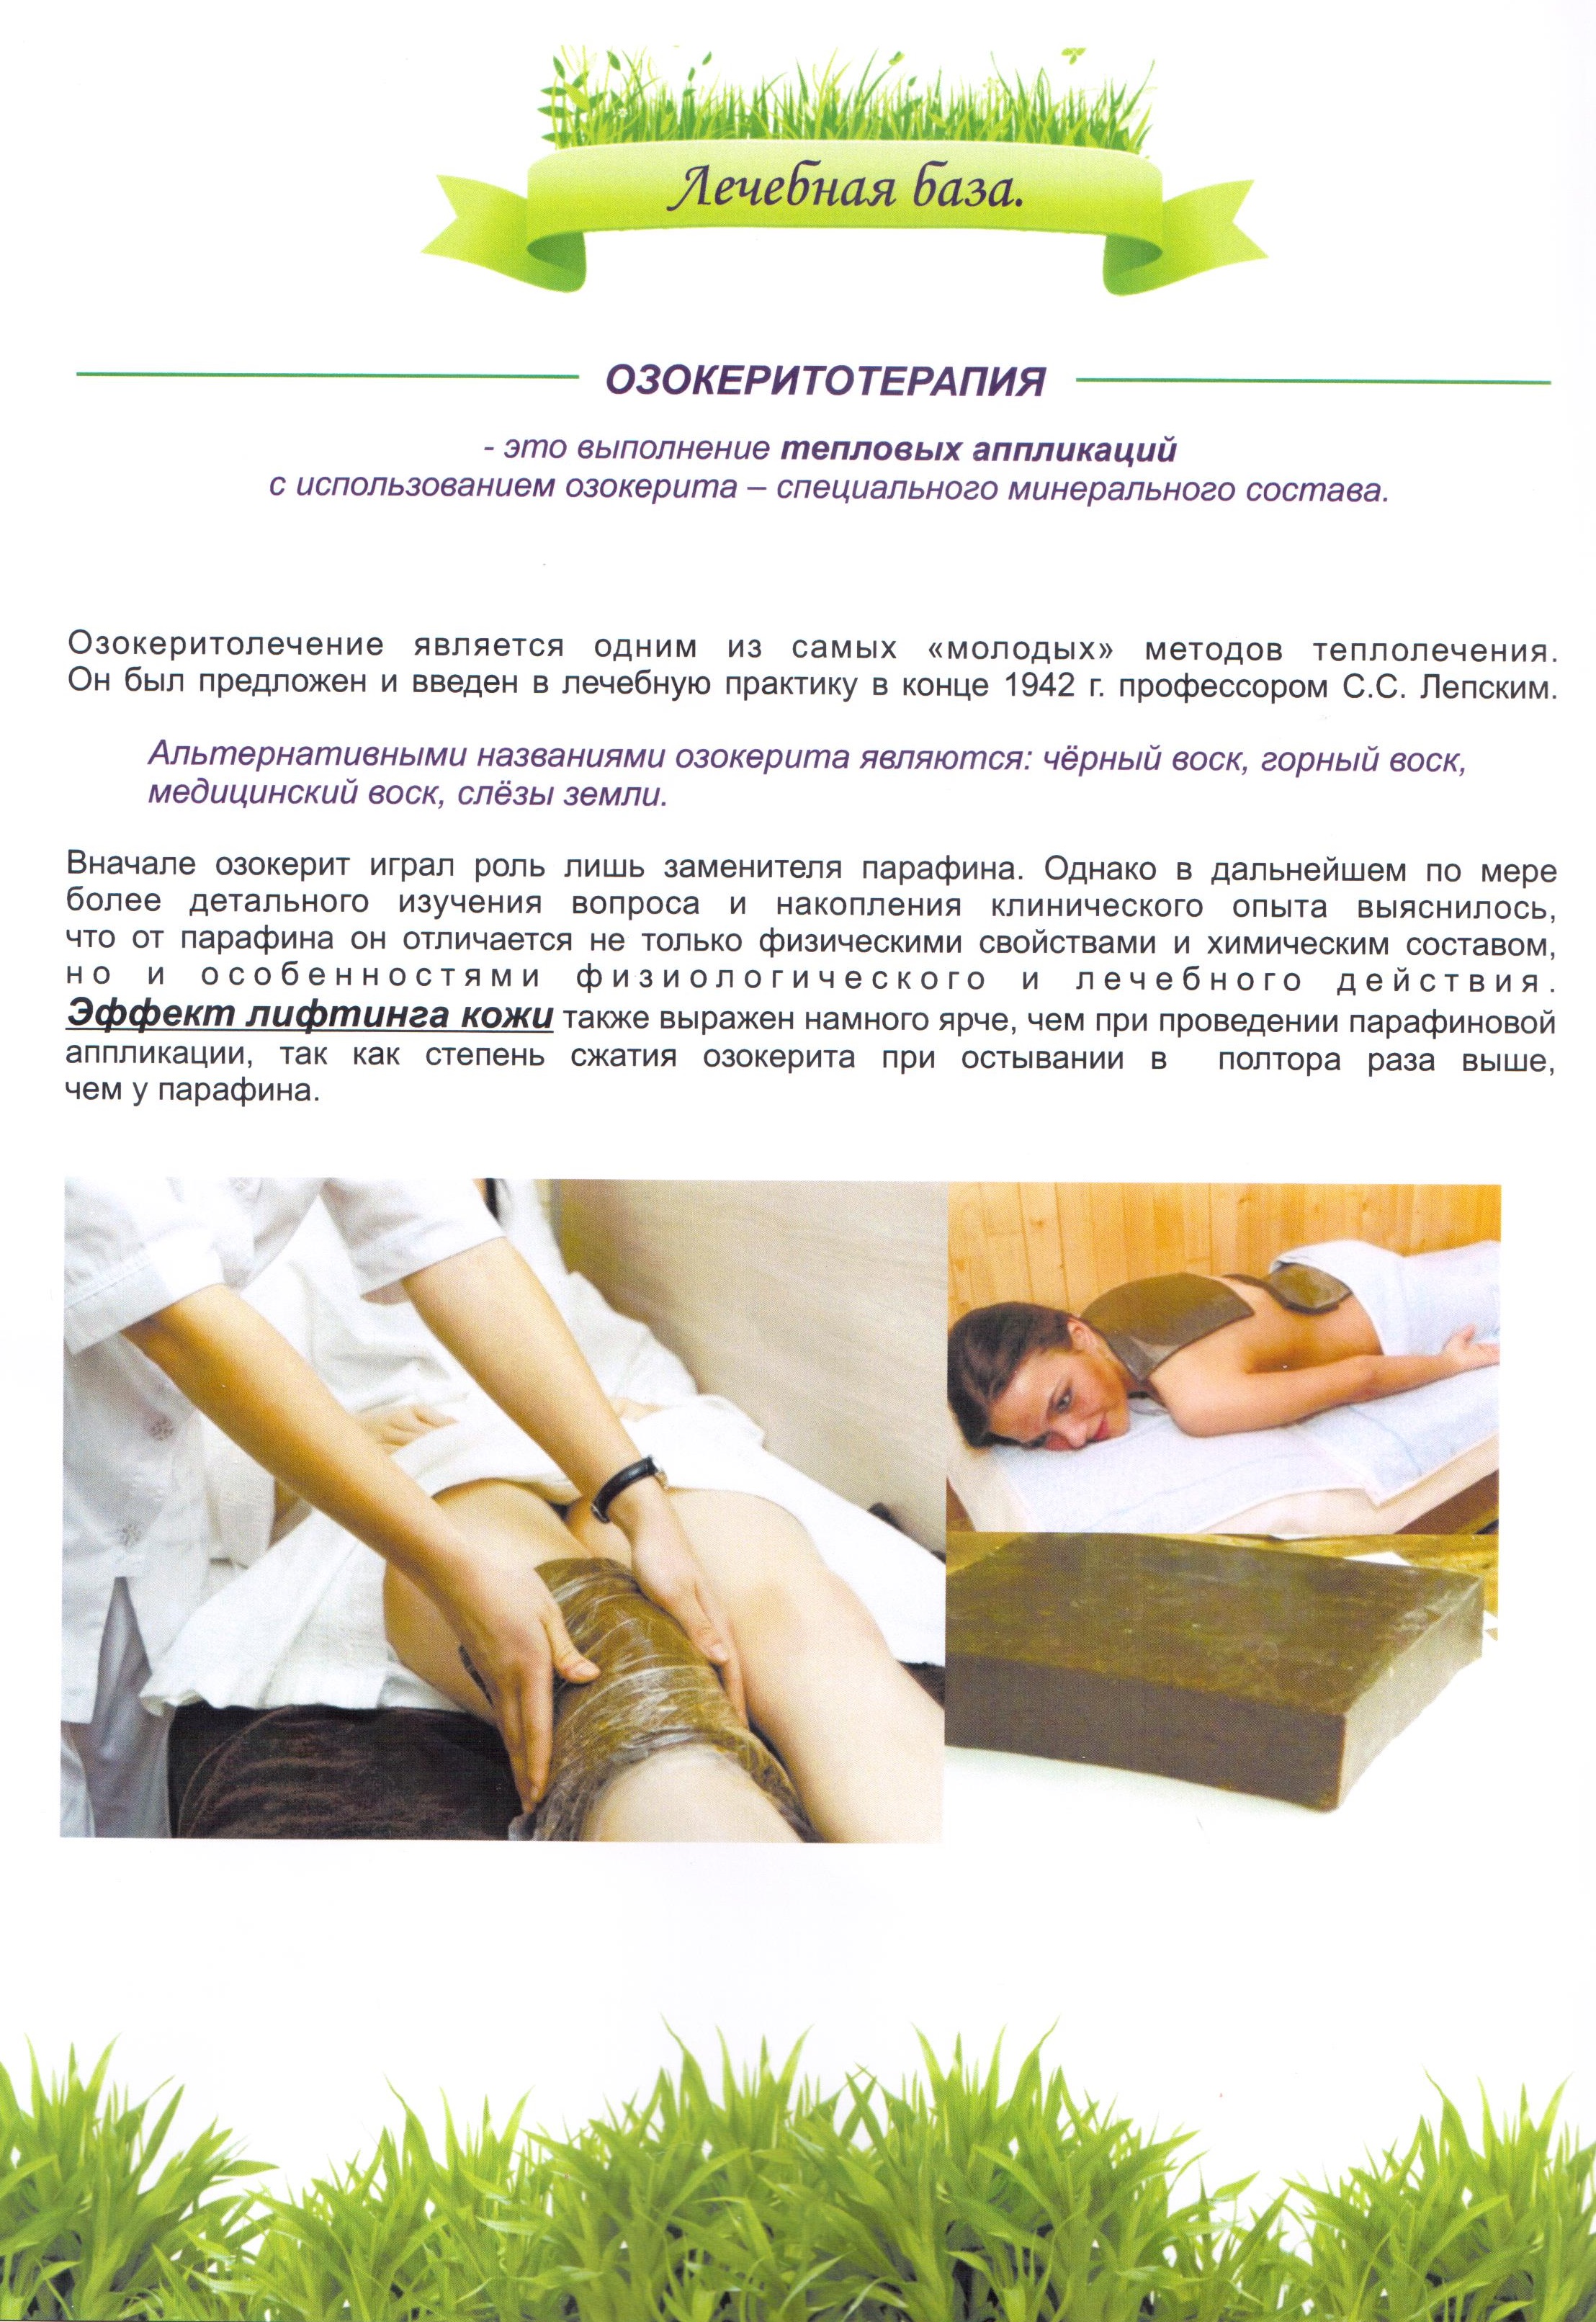 Лечебная база.
ОЗОКЕРИТОТЕРАПИЯ
- это выполнение тепловых аппликаций
с использованием озокерита – специального минерального состава.
Озокеритолечение является одним из самых «молодых» методов теплолечения.
Он был предложен и введен в лечебную практику в конце 1942 г. профессором С.С. Лепским.
Альтернативными названиями озокерита являются: чёрный воск, горный воск,
медицинский воск, слёзы земли.
Вначале озокерит играл роль лишь заменителя парафина. Однако в дальнейшем по мере
более детального изучения вопроса и накопления клинического опыта выяснилось,
что от парафина он отличается не только физическими свойствами и химическим составом,
но и особенностями физиологического и лечебного действия.
Эффект лифтинга кожи также выражен намного ярче, чем при проведении парафиновой
аппликации, так как степень сжатия озокерита при остывании в полтора раза выше,
чем у парафина.